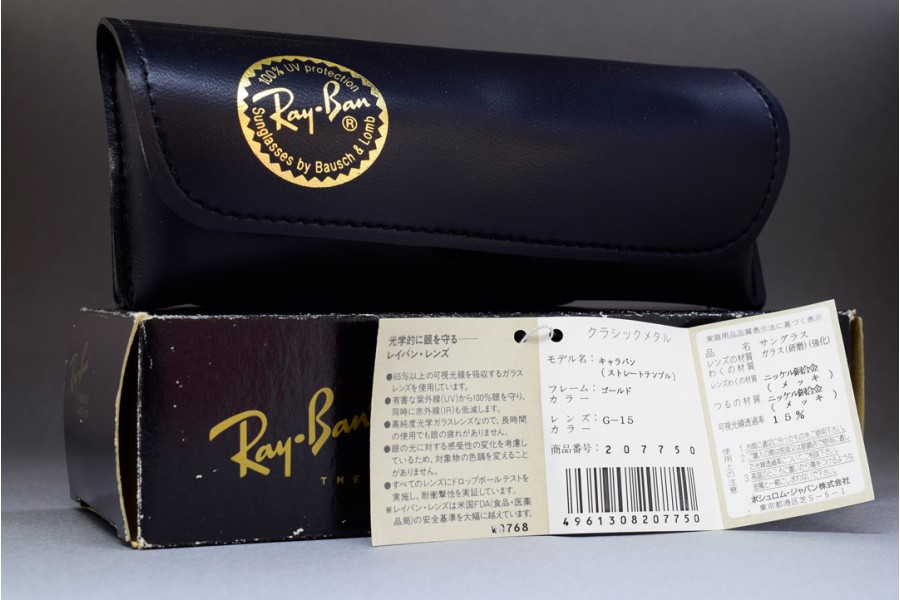 100% UV protection
Ray•Ban®
Sunglasses by Bausch & Lomb
Ray•Ban
THE
光学的に眼を守る——
レイバン・レンズ
●65%以上の可視光線を吸収するガラス
レンズを使用しています。
●有害な紫外線(UV)から100%眼を守り、
同時に赤外線(IR)も低減します。
●高純度光学ガラスレンズなので、長時間
の使用でも眼の疲れがありません。
●眼の光に対する感受性の変化を考慮し
ているため、対象物の色調を変えること
がありません。
●すべてのレンズにドロップボールテストを
実施し、耐衝撃性を実証しています。
※レイバン・レンズは米国FDA(食品・医薬
品局)の安全基準を大幅に越えています。
0768
クラシックメタル
モデル名:キャラバン
(ストレートテンプル)
フレーム:ゴールド
カラー
レンズ:G-15
カラー
商品番号:207750
4961308207750
家庭用品品質表示法に基づく表示
品名 サングラス
レンズの材質 ガラス(研磨)(強化)
わくの材質
レンズわくの材質 ニッケル銅合金
(メッキ)
つるの材質 ニッケル銅合金
(メッキ)
可視光線透過率 15%
使用上の注意
ボシュロム・ジャパン株式会社
東京都港区芝5-5-1